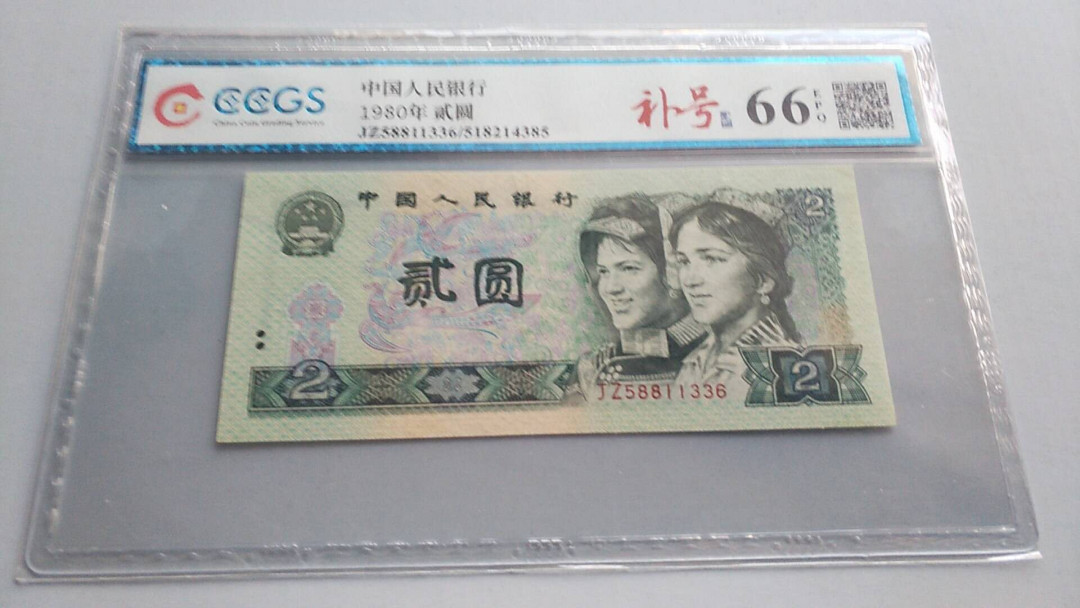 CCGS
中国人民银行
1980年 贰圆
JZ58811336/518214385
补号
66
EPQ
中国人民银行
2
贰圆
2
JZ58811336
2